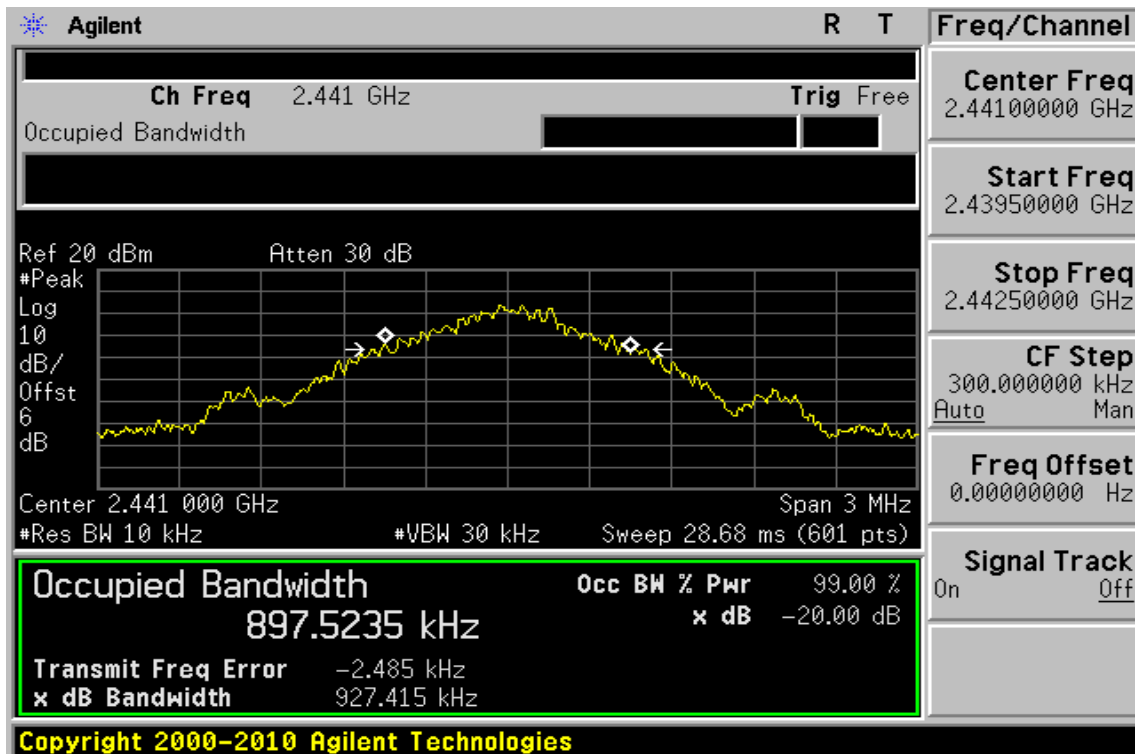 Agilent R T Freq/Channel
Ch Freq 2.441 GHz Trig Free
Occupied Bandwidth
Center Freq
2.44100000 GHz
Start Freq
2.43950000 GHz
Stop Freq
2.44250000 GHz
CF Step
300.000000 kHz
Auto Man
Freq Offset
0.00000000 Hz
Signal Track
On Off
Ref 20 dBm Atten 30 dB
#Peak
Log
10
dB/
Offst
6
dB
Center 2.441 000 GHz Span 3 MHz
#Res BW 10 kHz #VBW 30 kHz Sweep 28.68 ms (601 pts)
Occupied Bandwidth Occ BW % Pwr 99.00 %
897.5235 kHz x dB -20.00 dB
Transmit Freq Error -2.485 kHz
x dB Bandwidth 927.415 kHz
Copyright 2000-2010 Agilent Technologies